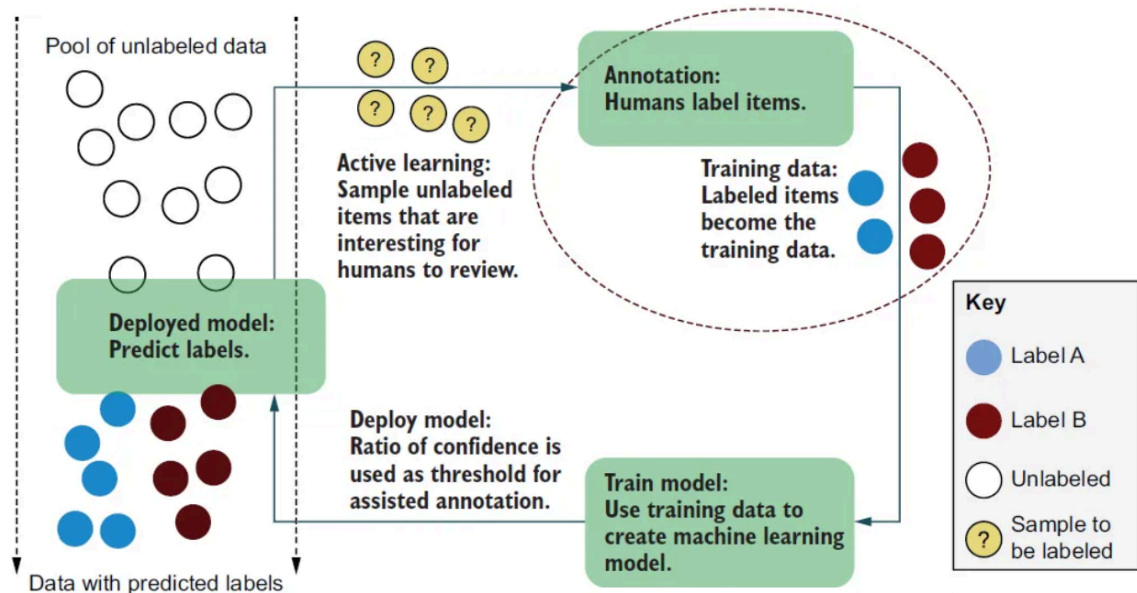 Pool of unlabeled data
?
?
?
?
?
Active learning:
Sample unlabeled
items that are
interesting for
humans to review.
Annotation:
Humans label items.
Training data:
Labeled items
become the
training data.
Deployed model:
Predict labels.
Deploy model:
Ratio of confidence is
used as threshold for
assisted annotation.
Train model:
Use training data to
create machine learning
model.
Data with predicted labels
Key
Label A
Label B
Unlabeled
? Sample to
be labeled